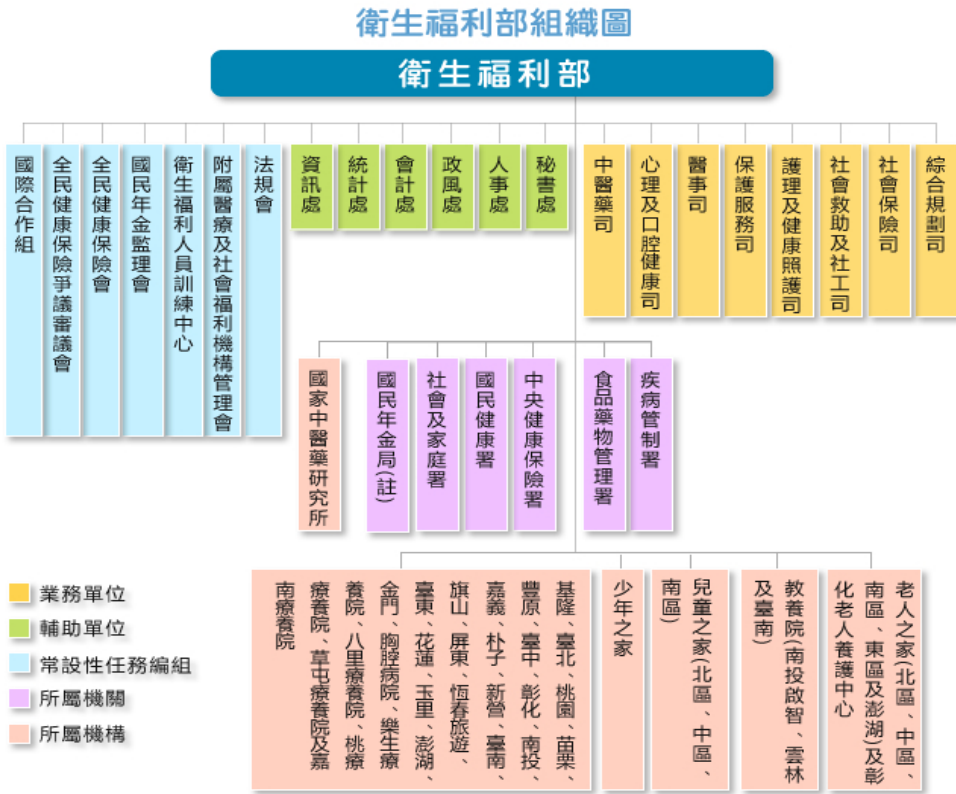 衛生福利部組織圖
衛生福利部
國際合作組
全民健康保險爭議審議會
全民健康保險會
國民年金監理會
衛生福利人員訓練中心
附屬醫療及社會福利機構管理會
法規會
資訊處
統計處
會計處
政風處
人事處
秘書處
中醫藥司
心理及口腔健康司
醫事司
保護服務司
護理及健康照護司
社會救助及社工司
社會保險司
綜合規劃司
國家中醫藥研究所
國民年金局(註)
社會及家庭署
國民健康署
中央健康保險署
食品藥物管理署
疾病管制署
基隆、臺北、桃園、苗栗、
豐原、臺中、彰化、南投、
嘉義、朴子、新營、臺南、
旗山、屏東、恆春旅遊、
臺東、花蓮、玉里、澎湖、
金門、胸腔病院、樂生療
養院、八里療養院、桃療
療養院、草屯療養院及嘉
南療養院
少年之家
兒童之家(北區、中區、
南區)
教養院(南投啟智、雲林
及臺南)
老人之家(北區、中區、
南區、東區及澎湖)及彰
化老人養護中心
業務單位
輔助單位
常設性任務編組
所屬機關
所屬機構